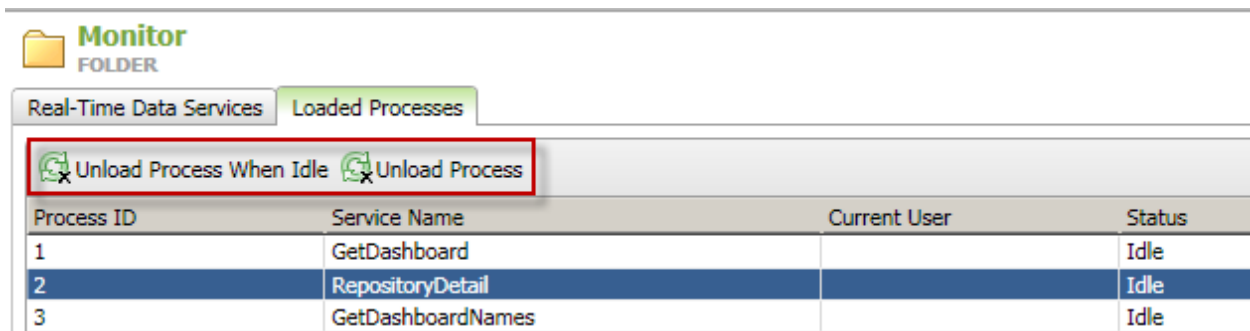 Monitor
FOLDER
Real-Time Data Services Loaded Processes
Unload Process When Idle Unload Process
Process ID Service Name Current User Status
1 GetDashboard Idle
2 RepositoryDetail Idle
3 GetDashboardNames Idle